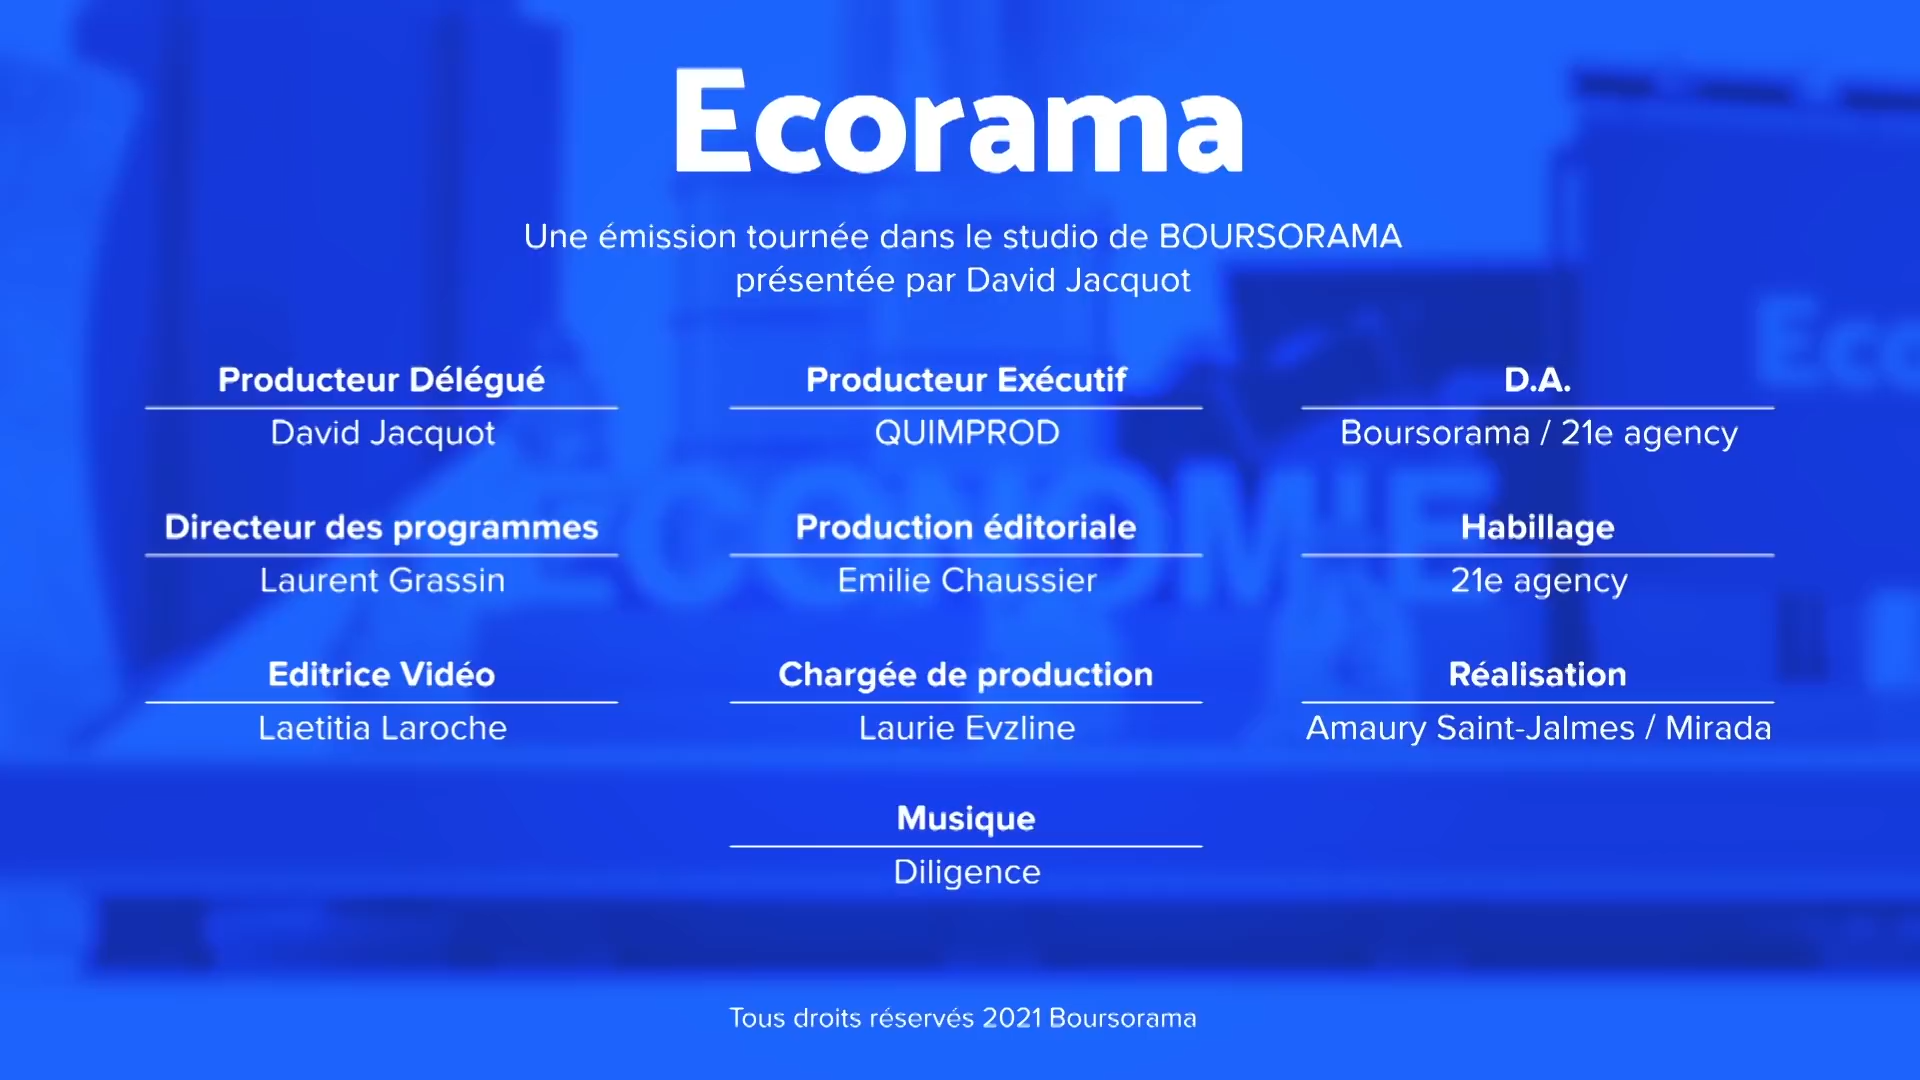 Ecorama
Une émission tournée dans le studio de BOURSORAMA
présentée par David Jacquot
Producteur Délégué
David Jacquot
Producteur Exécutif
QUIMPROD
D.A.
Boursorama / 21e agency
Directeur des programmes
Laurent Grassin
Production éditoriale
Emilie Chaussier
Habillage
21e agency
ECONOMIE
Eco
Editrice Vidéo
Laetitia Laroche
Chargée de production
Laurie Evzline
Réalisation
Amaury Saint-Jalmes / Mirada
Musique
Diligence
Tous droits réservés 2021 Boursorama